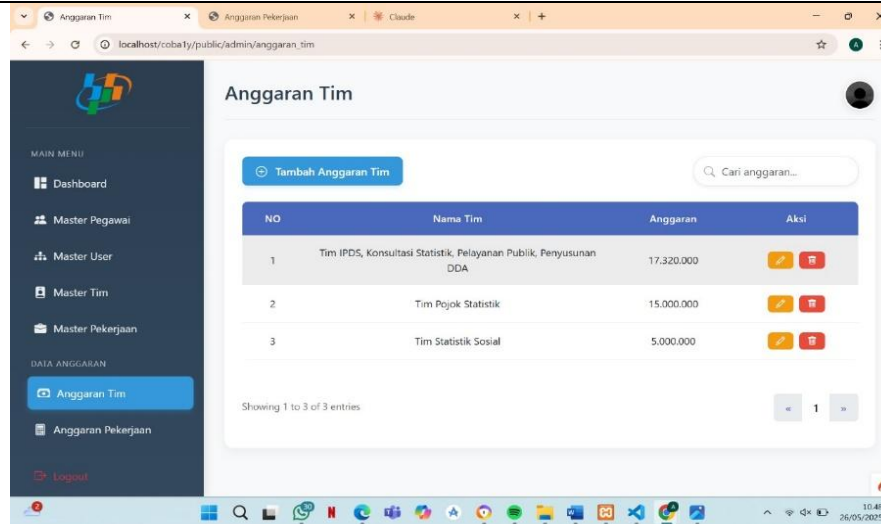 Anggaran Tim
Anggaran Pekerjaan
Claude
localhost/coba1y/public/admin/anggaran_tim
A
Anggaran Tim
MAIN MENU
Dashboard
Master Pegawai
Master User
Master Tim
Master Pekerjaan
DATA ANGGARAN
Anggaran Tim
Anggaran Pekerjaan
Logout
Tambah Anggaran Tim
Cari anggaran...
NO Nama Tim Anggaran Aksi
1 Tim IPDS, Konsultasi Statistik, Pelayanan Publik, Penyusunan DDA 17.320.000
2 Tim Pojok Statistik 15.000.000
3 Tim Statistik Sosial 5.000.000
Showing 1 to 3 of 3 entries
« 1 »
10.48
26/05/2025